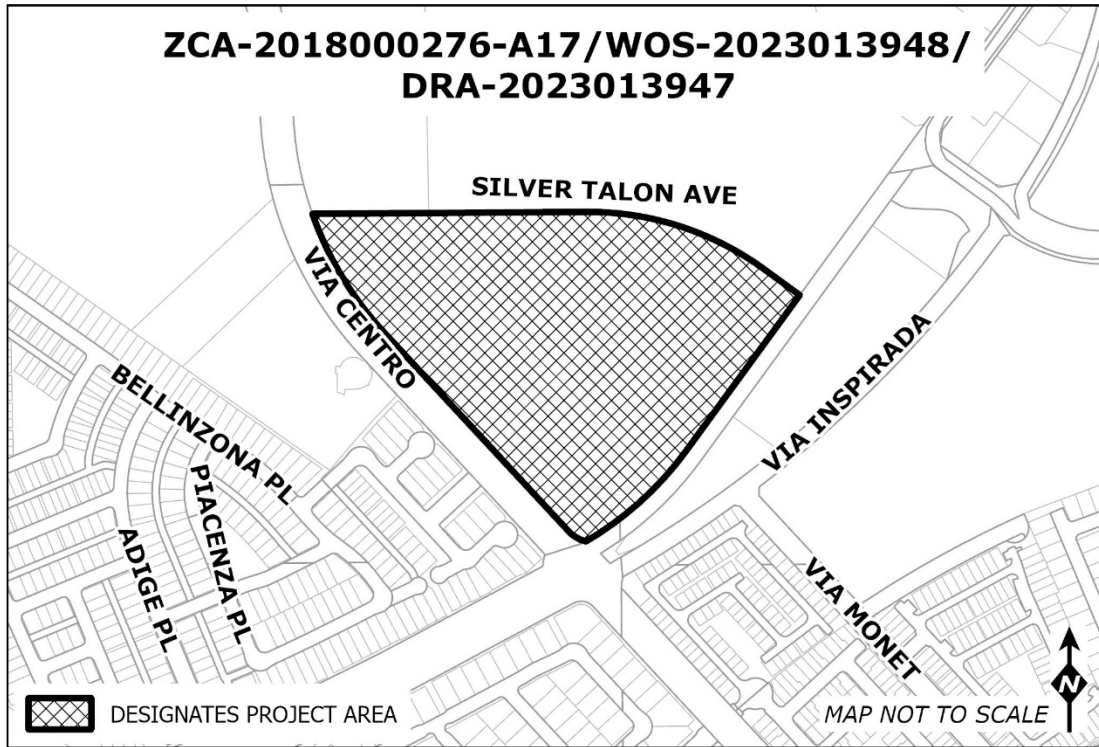 ZCA-2018000276-A17/WOS-2023013948/
DRA-2023013947
SILVER TALON AVE
VIA CENTRO
VIA INSPIRADA
BELLINZONA PL
PIACENZA PL
ADIGE PL
VIA MONET
DESIGNATES PROJECT AREA
MAP NOT TO SCALE
N